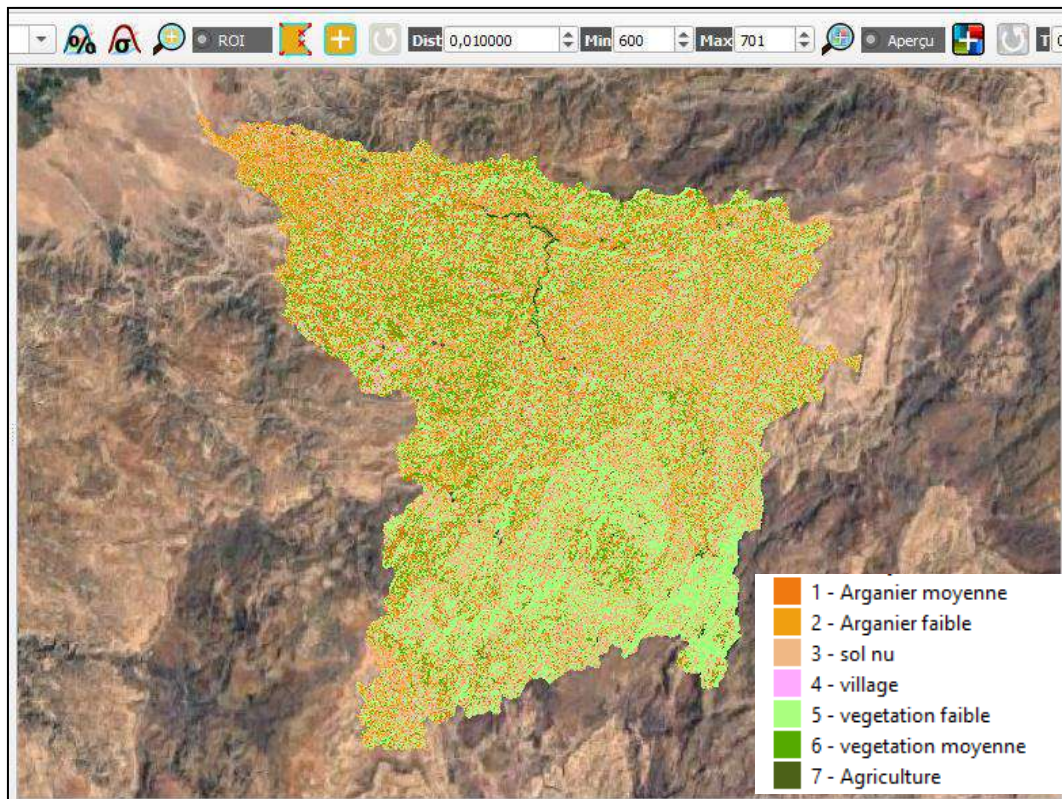 % σ ROI Dist 0,010000 Min 600 Max 701 Aperçu T 0
1 - Arganier moyenne
2 - Arganier faible
3 - sol nu
4 - village
5 - vegetation faible
6 - vegetation moyenne
7 - Agriculture